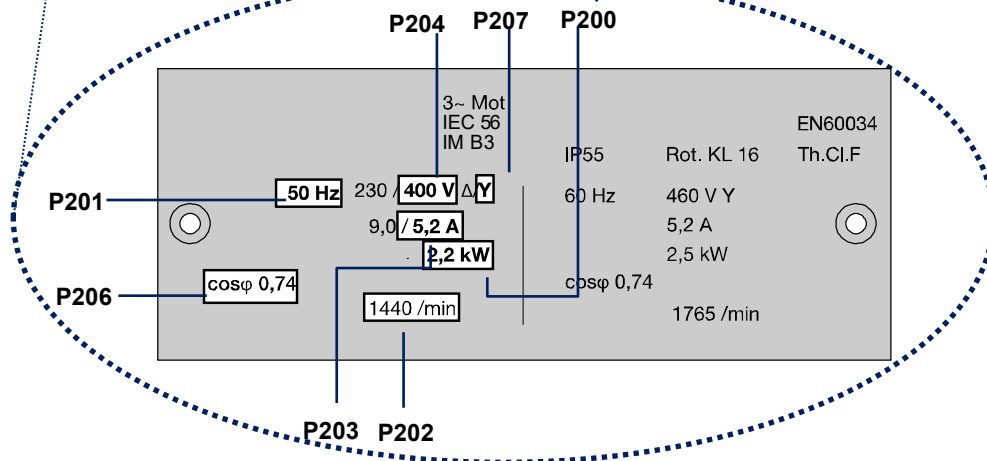 P204 P207 P200
3~ Mot
IEC 56
IM B3
EN60034
IP55 Rot. KL 16 Th.Cl.F
P201 50 Hz 230 / 400 V Δ/Y 60 Hz 460 V Y
9,0 / 5,2 A 5,2 A
2,2 kW 2,5 kW
P206 cosφ 0,74 cosφ 0,74
1440 /min 1765 /min
P203 P202